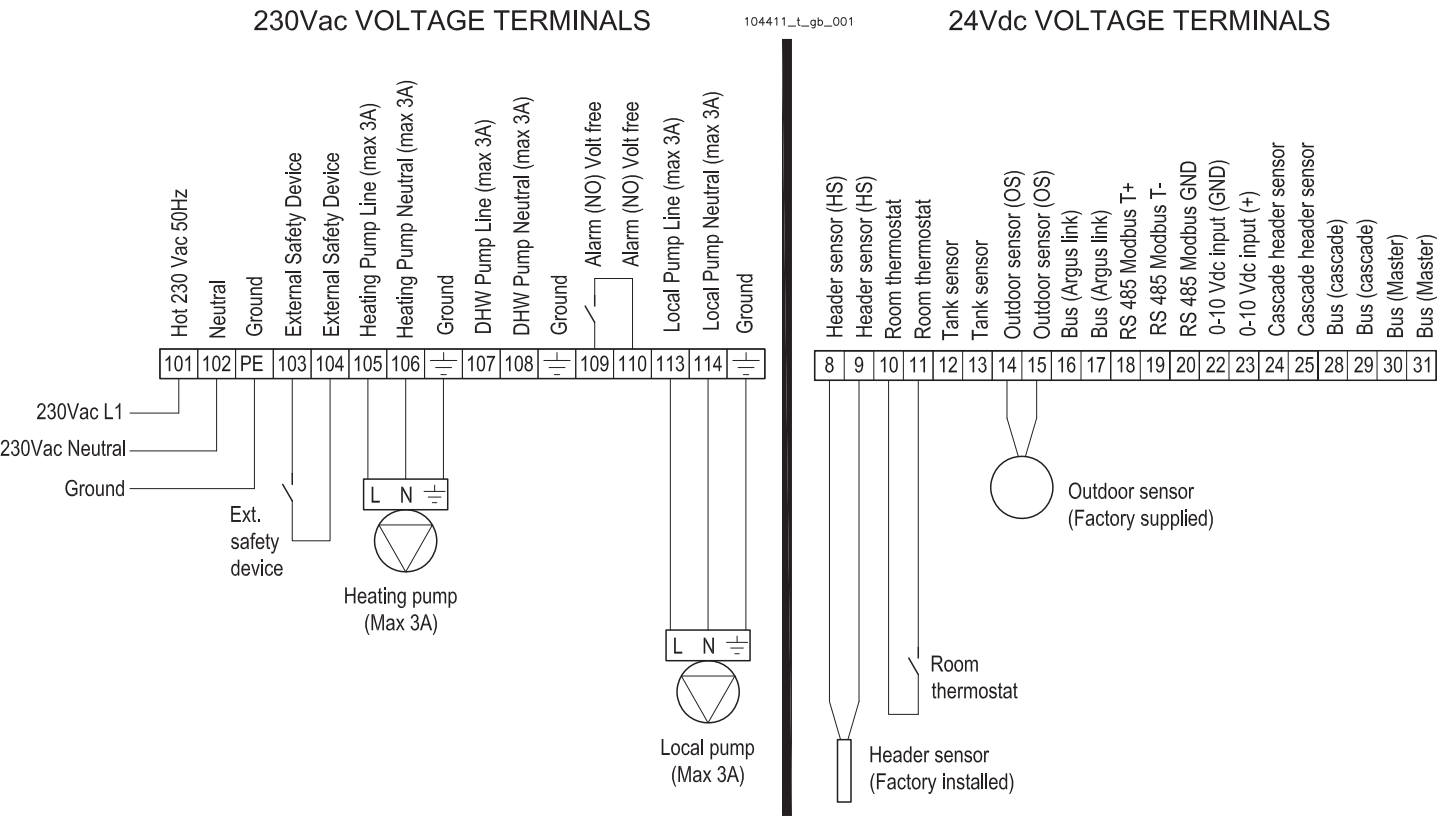 230Vac VOLTAGE TERMINALS
104411_t_gb_001
24Vdc VOLTAGE TERMINALS
Hot 230 Vac 50Hz
Neutral
Ground
External Safety Device
External Safety Device
Heating Pump Line (max 3A)
Heating Pump Neutral (max 3A)
Ground
DHW Pump Line (max 3A)
DHW Pump Neutral (max 3A)
Ground
Alarm (NO) Volt free
Alarm (NO) Volt free
Local Pump Line (max 3A)
Local Pump Neutral (max 3A)
Ground
101 102 PE 103 104 105 106 107 108 109 110 113 114
230Vac L1
230Vac Neutral
Ground
Ext.
safety
device
L N
Heating pump
(Max 3A)
L N
Local pump
(Max 3A)
Header sensor (HS)
Header sensor (HS)
Room thermostat
Room thermostat
Tank sensor
Tank sensor
Outdoor sensor (OS)
Outdoor sensor (OS)
Bus (Argus link)
Bus (Argus link)
RS 485 Modbus T+
RS 485 Modbus T-
RS 485 Modbus GND
0-10 Vdc input (GND)
0-10 Vdc input (+)
Cascade header sensor
Cascade header sensor
Bus (cascade)
Bus (cascade)
Bus (Master)
Bus (Master)
8 9 10 11 12 13 14 15 16 17 18 19 20 22 23 24 25 28 29 30 31
Outdoor sensor
(Factory supplied)
Room
thermostat
Header sensor
(Factory installed)